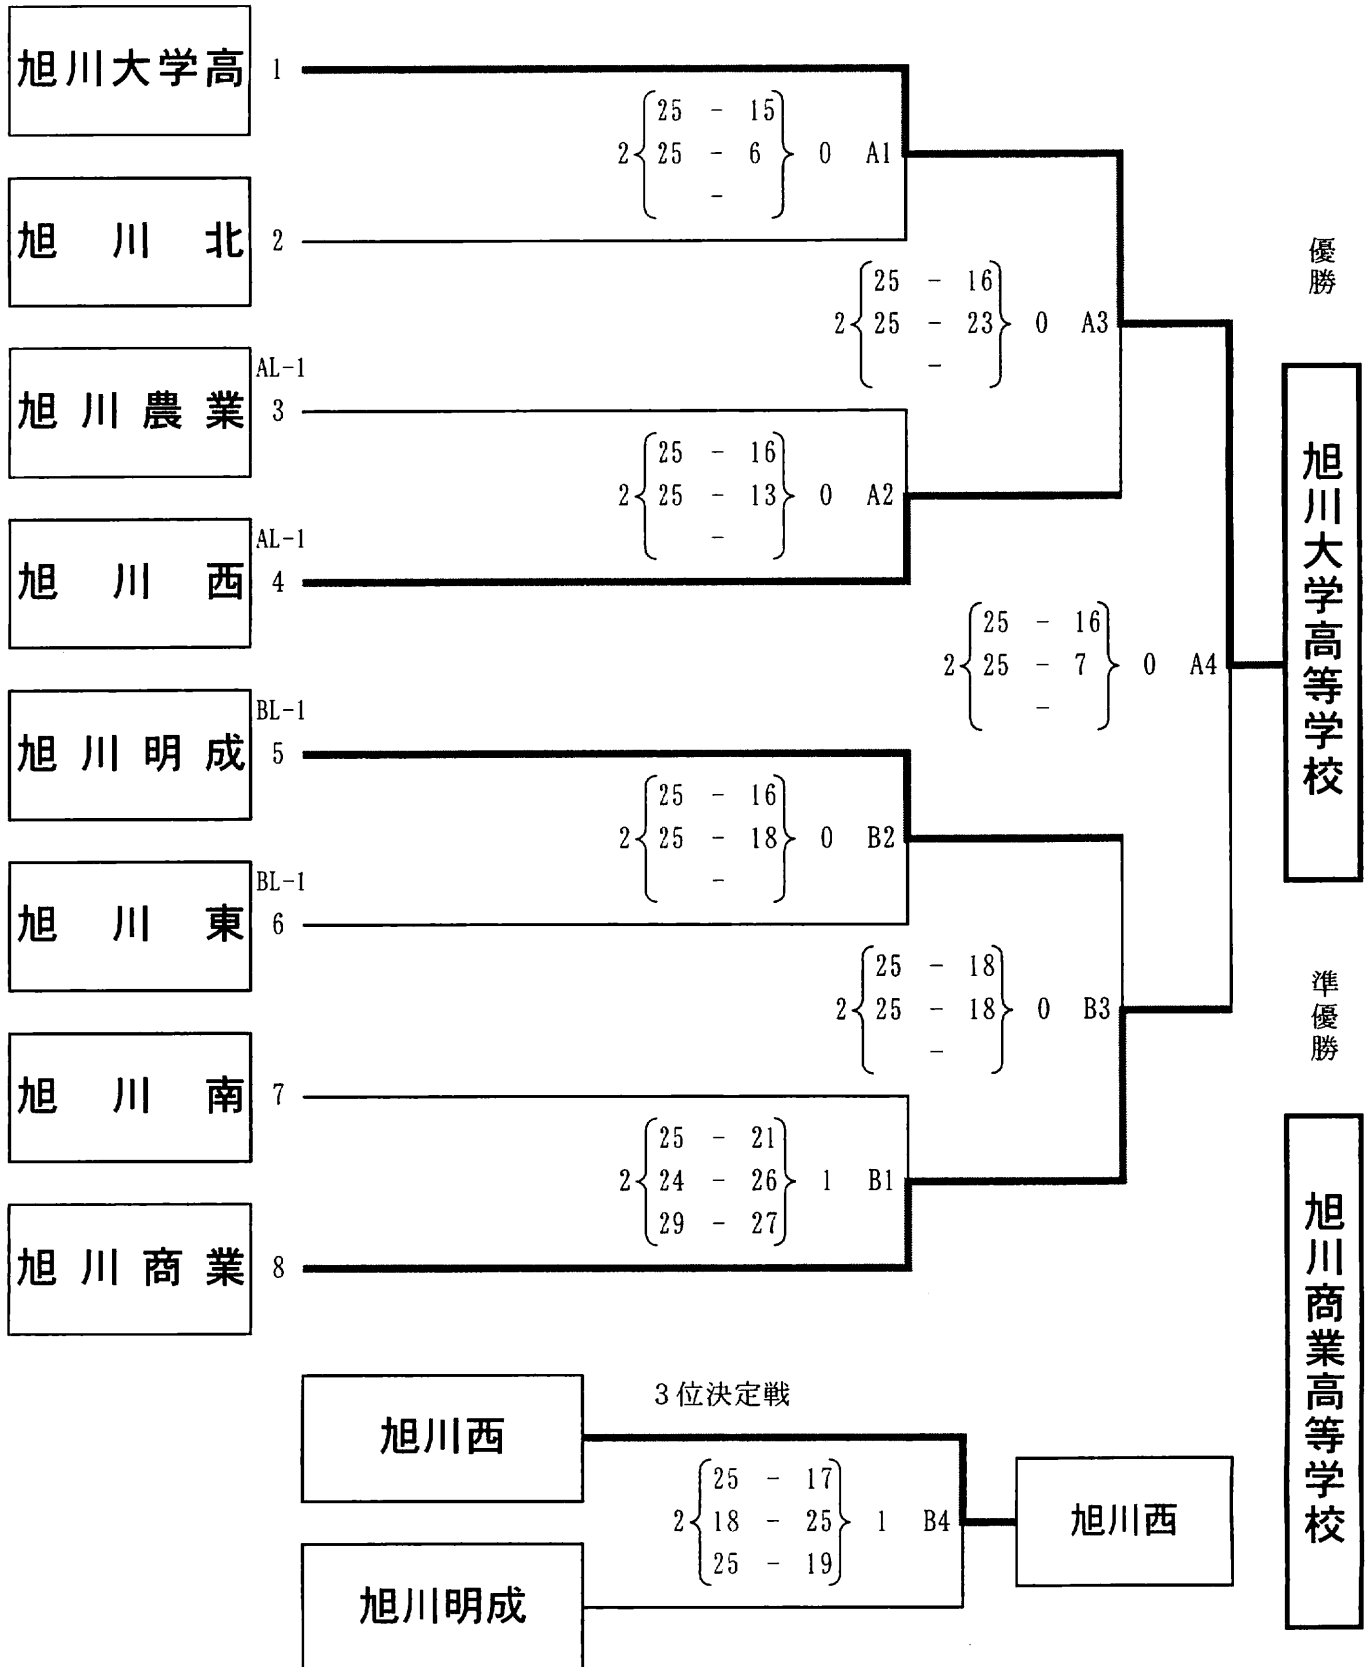 旭川大学高 1
25 - 15
2 25 - 6 0 A1
-
旭川北 2
優勝
25 - 16
2 25 - 23 0 A3
-
AL-1
旭川農業 3
25 - 16
2 25 - 13 0 A2
-
AL-1
旭川西 4
旭川大学高等学校
25 - 16
2 25 - 7 0 A4
-
BL-1
旭川明成 5
25 - 16
2 25 - 18 0 B2
-
BL-1
旭川東 6
25 - 18
2 25 - 18 0 B3
-
準優勝
旭川南 7
25 - 21
2 24 - 26 1 B1
29 - 27
旭川商業 8
旭川商業高等学校
3位決定戦
旭川西
25 - 17
2 18 - 25 1 B4
25 - 19
旭川西
旭川明成